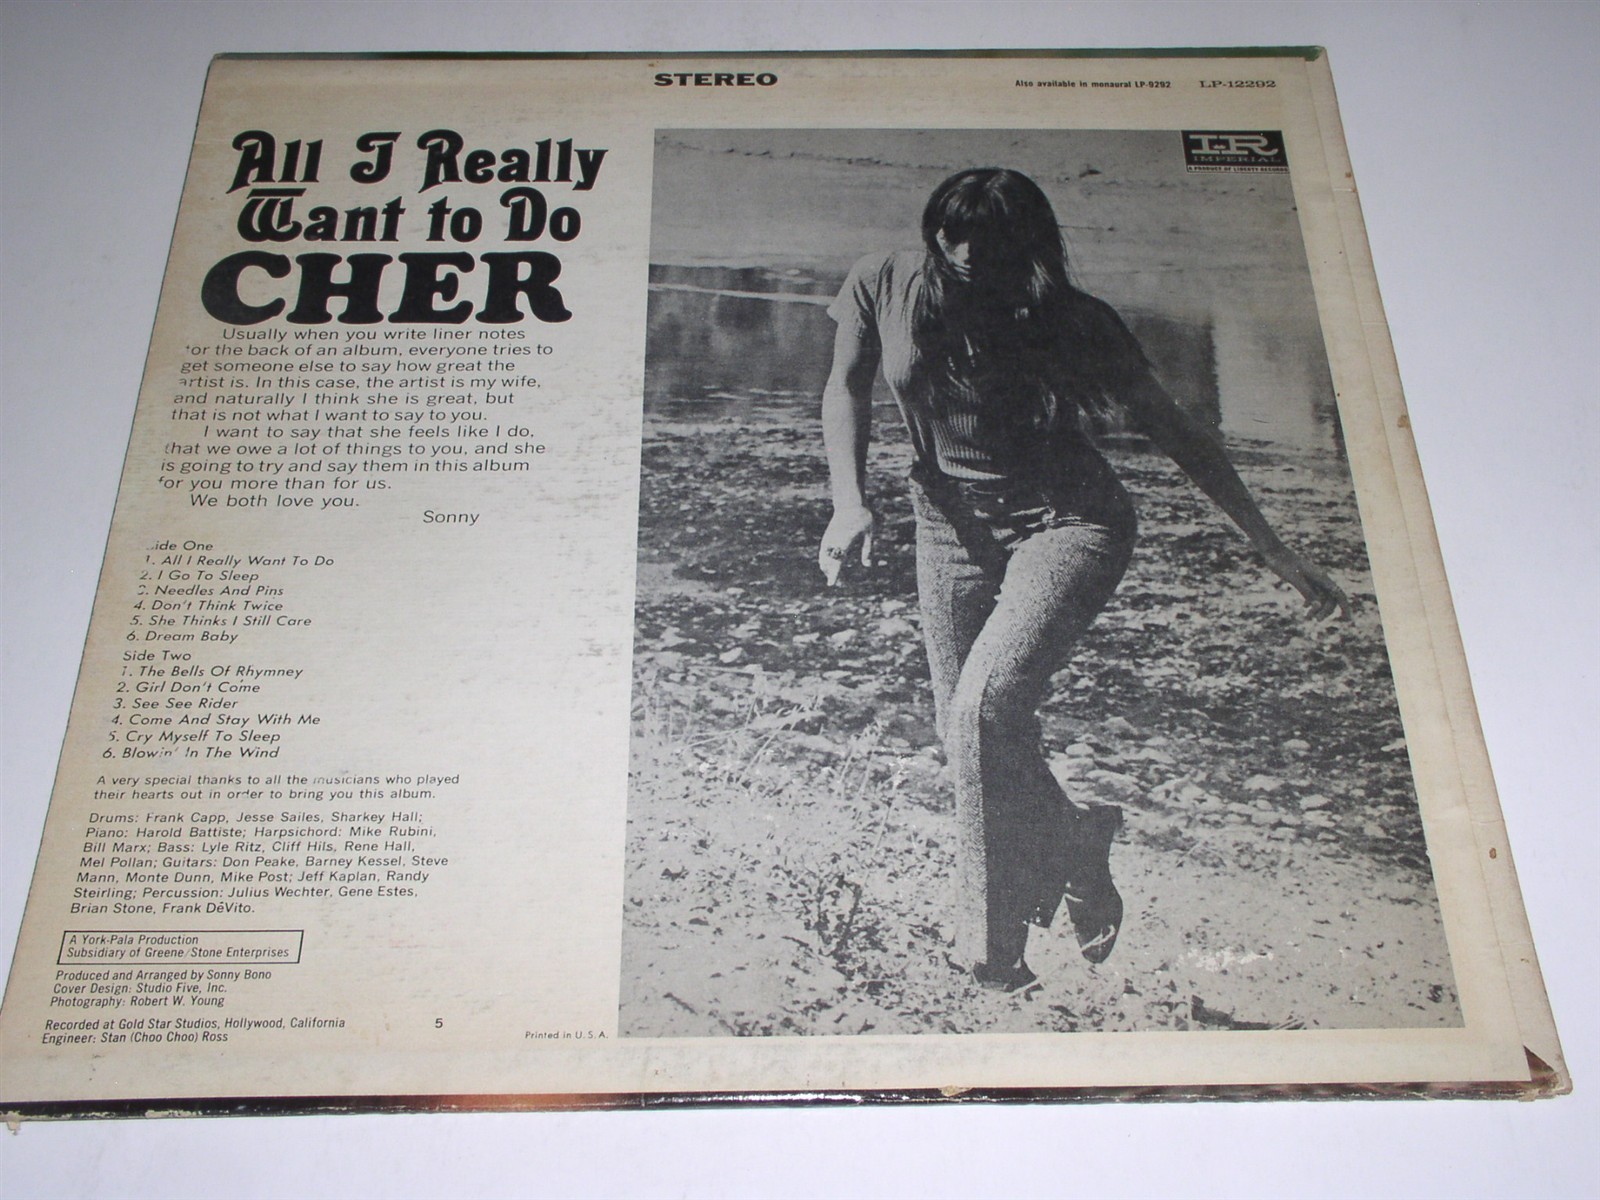 STEREO
Also available in monaural LP-9292
LP-12292
IR
IMPERIAL
A PRODUCT OF LIBERTY RECORDS
All I Really
Want to Do
CHER
Usually when you write liner notes
for the back of an album, everyone tries to
get someone else to say how great the
artist is. In this case, the artist is my wife,
and naturally I think she is great, but
that is not what I want to say to you.
I want to say that she feels like I do,
that we owe a lot of things to you, and she
is going to try and say them in this album
for you more than for us.
We both love you.
Sonny
Side One
1. All I Really Want To Do
2. I Go To Sleep
3. Needles And Pins
4. Don't Think Twice
5. She Thinks I Still Care
6. Dream Baby
Side Two
1. The Bells Of Rhymney
2. Girl Don't Come
3. See See Rider
4. Come And Stay With Me
5. Cry Myself To Sleep
6. Blowin' In The Wind
A very special thanks to all the musicians who played
their hearts out in order to bring you this album.
Drums: Frank Capp, Jesse Sailes, Sharkey Hall;
Piano: Harold Battiste; Harpsichord: Mike Rubini,
Bill Marx; Bass: Lyle Ritz, Cliff Hils, Rene Hall,
Mel Pollan; Guitars: Don Peake, Barney Kessel, Steve
Mann, Monte Dunn, Mike Post; Jeff Kaplan, Randy
Steirling; Percussion: Julius Wechter, Gene Estes,
Brian Stone, Frank DeVito.
A York-Pala Production
Subsidiary of Greene/Stone Enterprises
Produced and Arranged by Sonny Bono
Cover Design: Studio Five, Inc.
Photography: Robert W. Young
Recorded at Gold Star Studios, Hollywood, California
Engineer: Stan (Choo Choo) Ross
5
Printed in U.S.A.